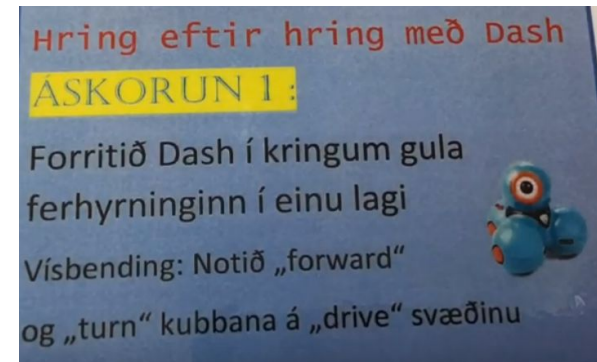 Hring eftir hring með Dash
ÁSKORUN 1 :
Forritið Dash í kringum gula
ferhyrninginn í einu lagi
Vísbending: Notið „forward“
og „turn“ kubbana á „drive“ svæðinu